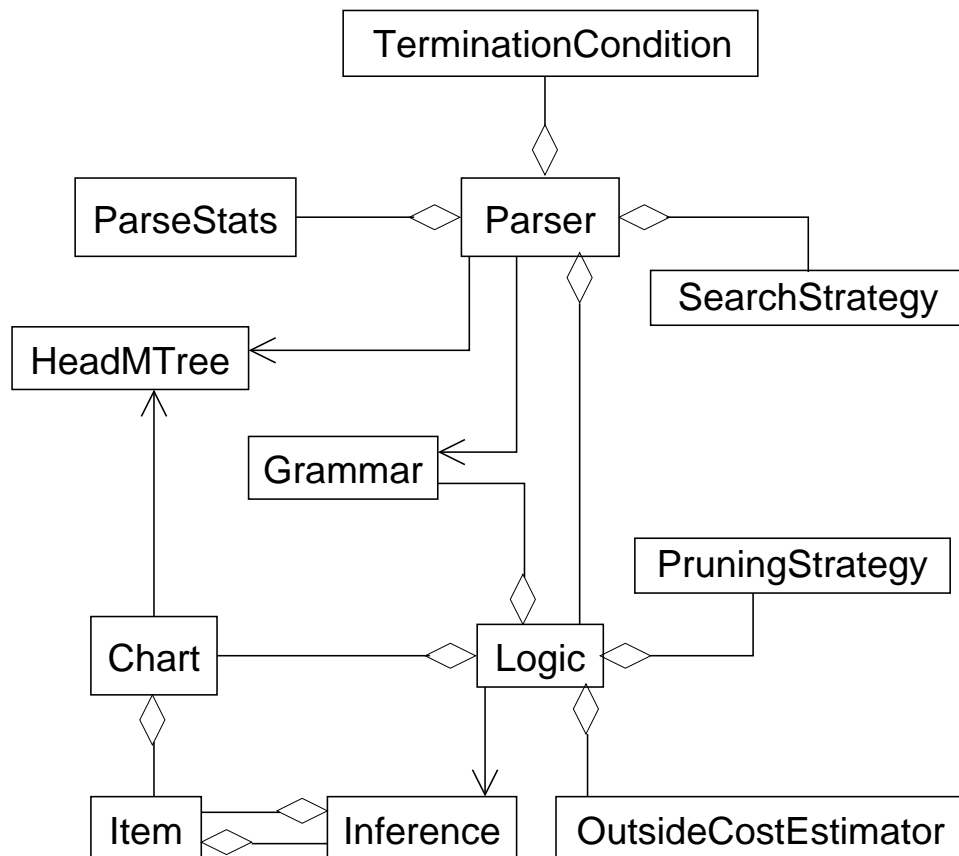 TerminationCondition
ParseStats
Parser
SearchStrategy
HeadMTree
Grammar
PruningStrategy
Chart
Logic
Item
Inference
OutsideCostEstimator